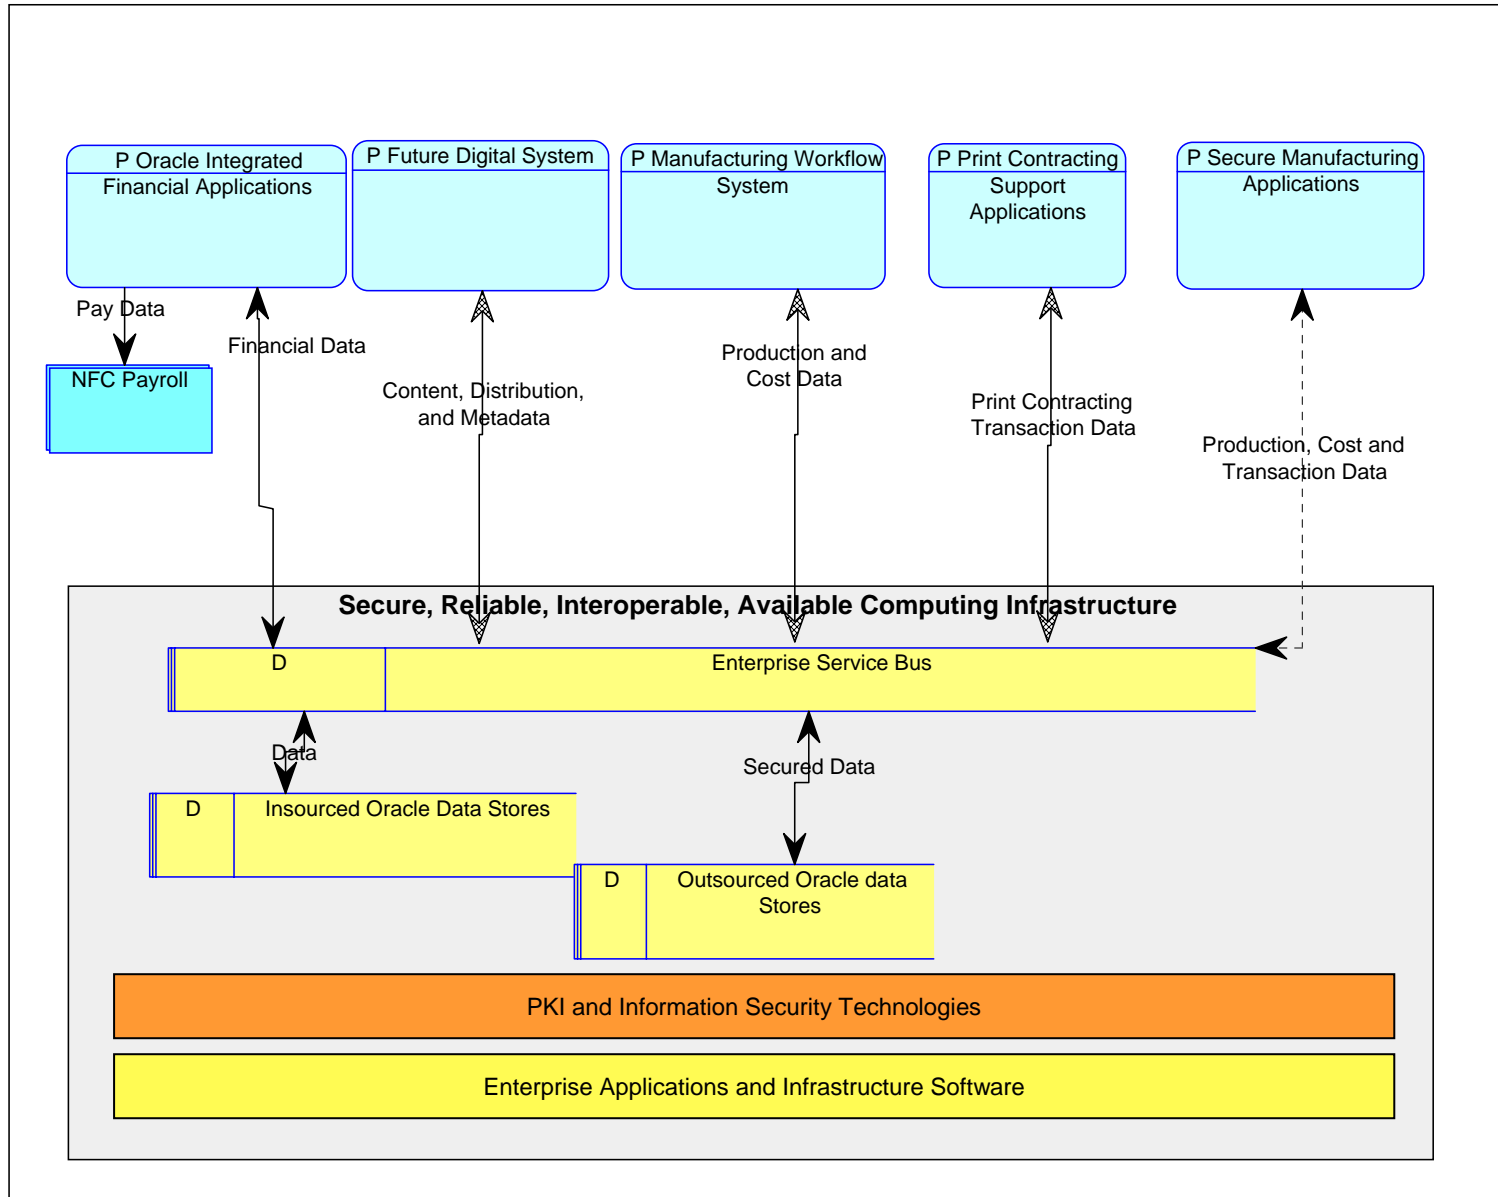 P Oracle Integrated
Financial Applications
P Future Digital System
P Manufacturing Workflow
System
P Print Contracting
Support
Applications
P Secure Manufacturing
Applications
Pay Data
Financial Data
NFC Payroll
Content, Distribution,
and Metadata
Production and
Cost Data
Print Contracting
Transaction Data
Production, Cost and
Transaction Data
Secure, Reliable, Interoperable, Available Computing Infrastructure
D
Enterprise Service Bus
Data
Secured Data
D
Insourced Oracle Data Stores
D
Outsourced Oracle data
Stores
PKI and Information Security Technologies
Enterprise Applications and Infrastructure Software